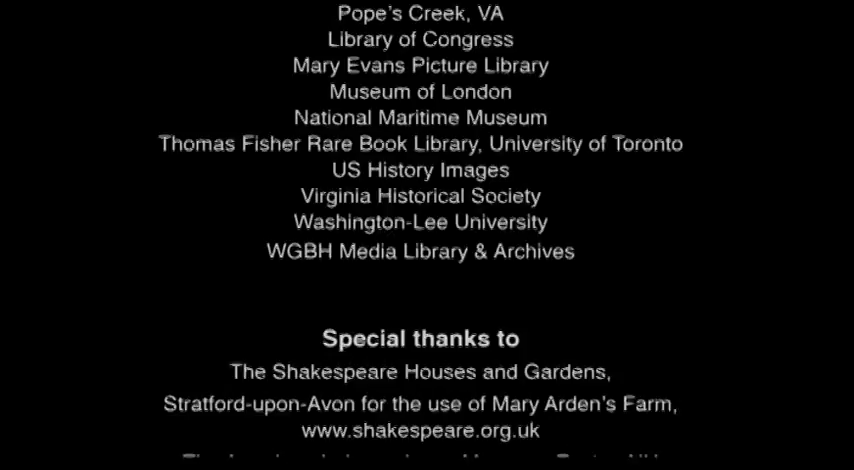 Pope's Creek, VA
Library of Congress
Mary Evans Picture Library
Museum of London
National Maritime Museum
Thomas Fisher Rare Book Library, University of Toronto
US History Images
Virginia Historical Society
Washington-Lee University
WGBH Media Library & Archives
Special thanks to
The Shakespeare Houses and Gardens,
Stratford-upon-Avon for the use of Mary Arden's Farm,
www.shakespeare.org.uk